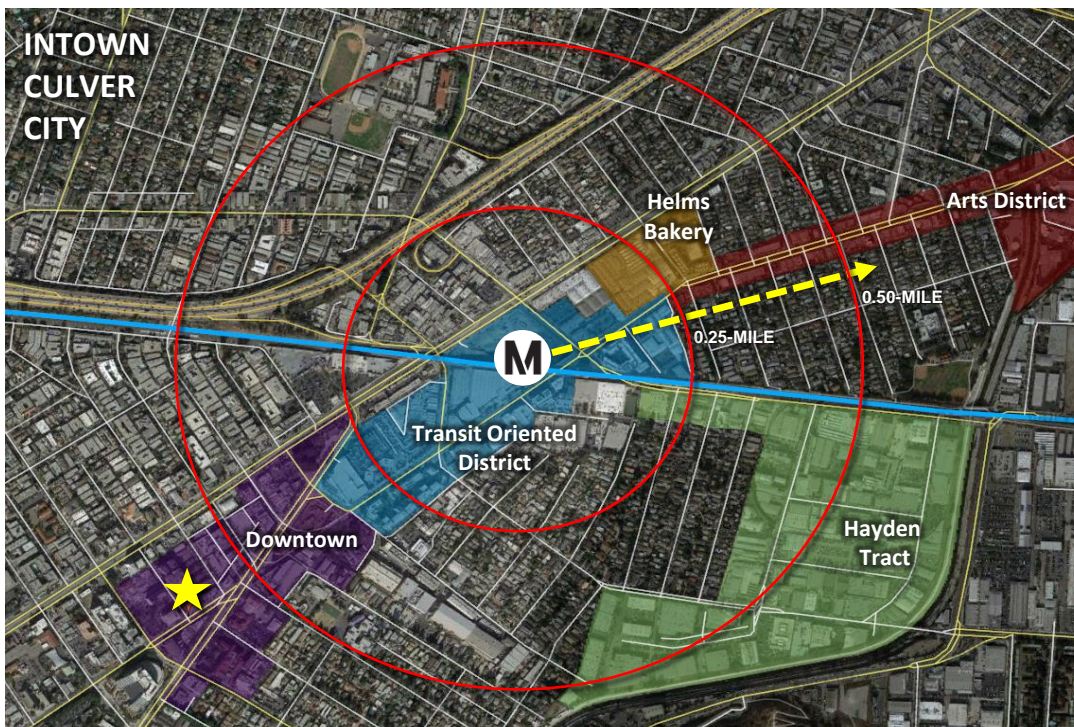 INTOWN
CULVER
CITY
Helms
Bakery
Arts District
0.50-MILE
0.25-MILE
M
Transit Oriented
District
Downtown
Hayden
Tract